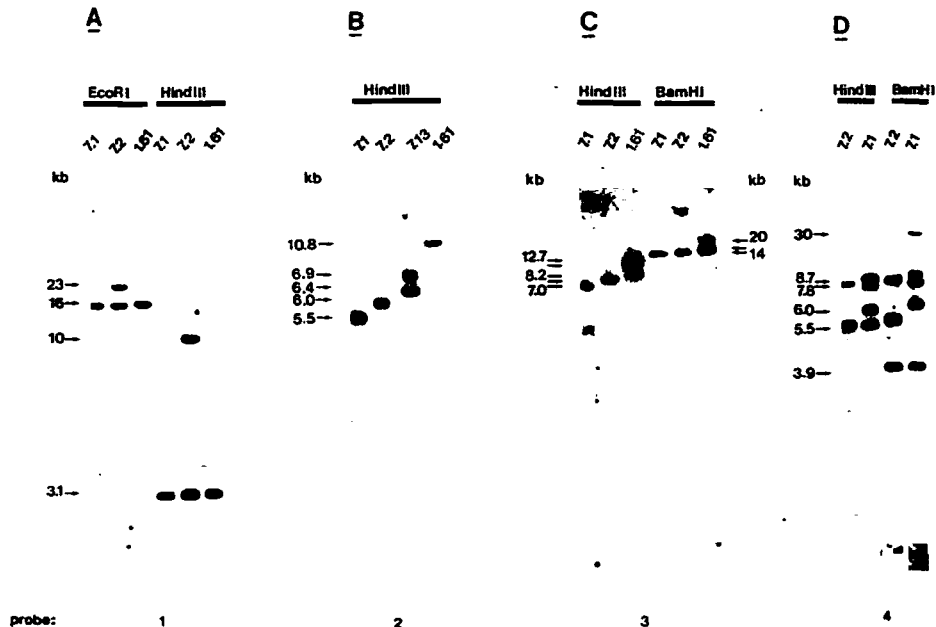 A B C D
EcoR1 HindIII HindIII HindIII BamHI HindIII BamHI
7.1 7.2 1.61 7.1 7.2 1.61 7.1 7.2 7.13 1.61 7.1 7.2 1.61 7.1 7.2 1.61 7.2 7.1 7.2 7.1
kb kb kb kb kb
30
20
10.8 12.7 14
23 6.9 8.2 8.7
16 6.4 7.0 7.8
6.0 6.0
10 5.5 5.5
3.9
3.1
probe: 1 2 3 4